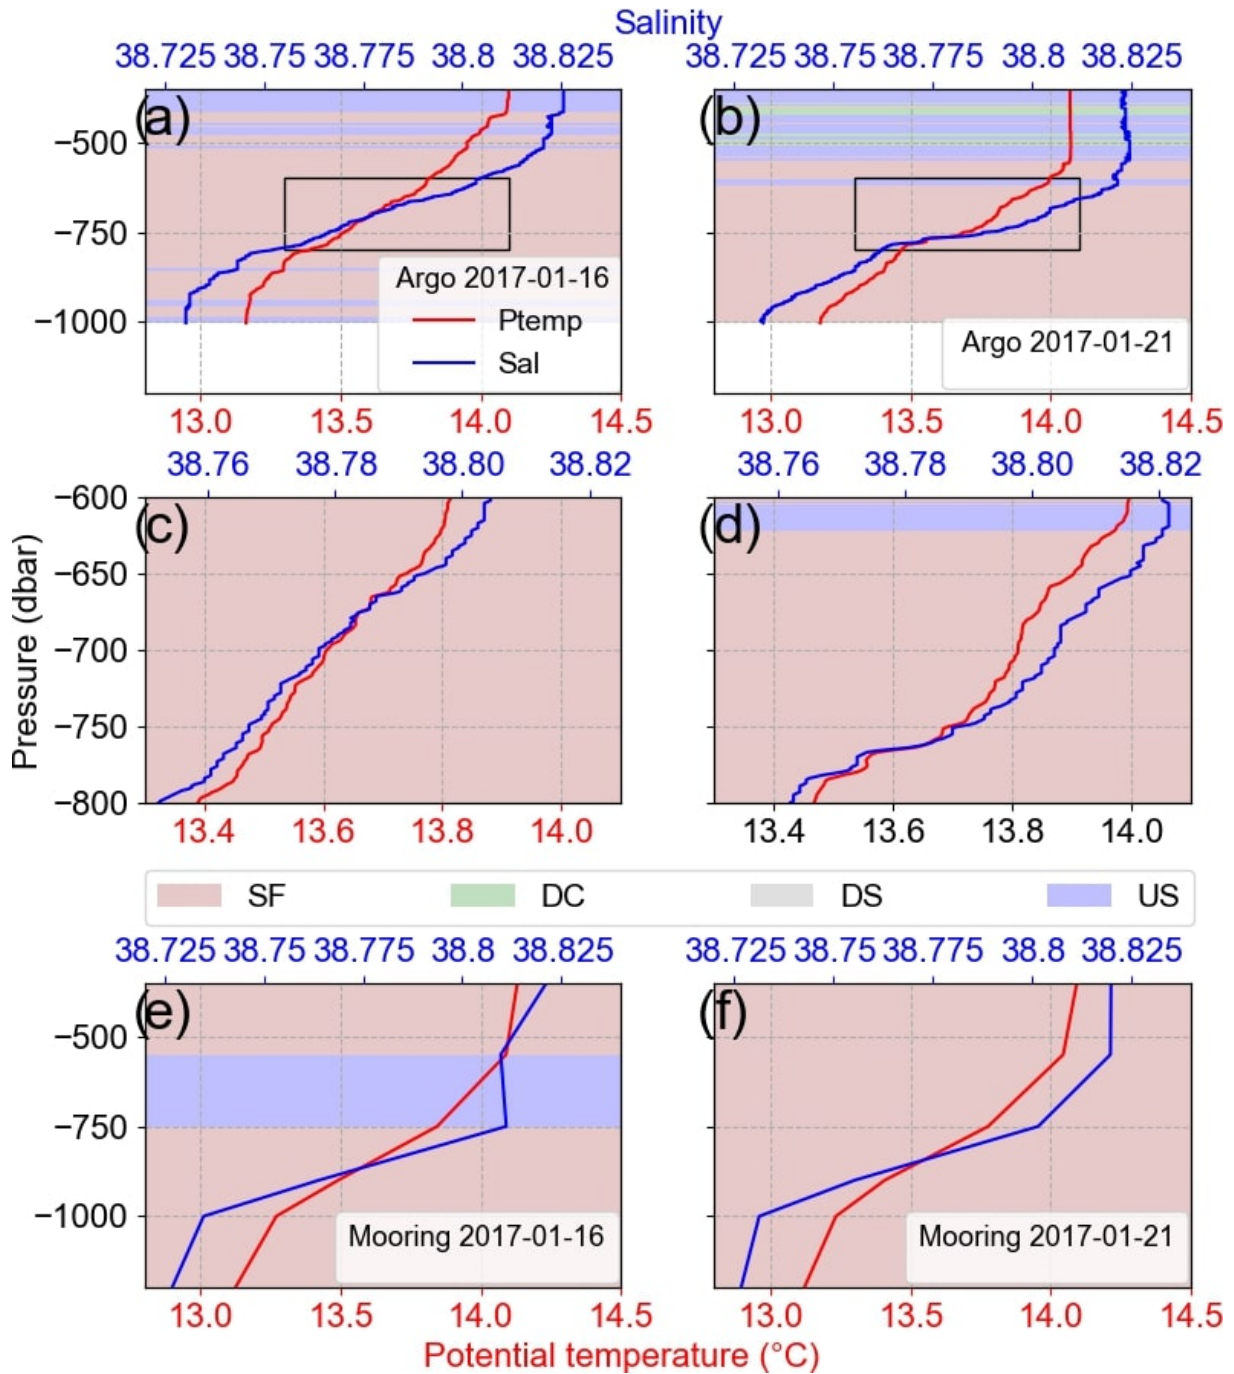 Salinity
38.725 38.75 38.775 38.8 38.825
38.725 38.75 38.775 38.8 38.825
(a)
−500
−750
−1000
Argo 2017-01-16
Ptemp
Sal
13.0 13.5 14.0 14.5
(b)
Argo 2017-01-21
13.0 13.5 14.0 14.5
38.76 38.78 38.80 38.82
38.76 38.78 38.80 38.82
Pressure (dbar)
(c)
−600
−650
−700
−750
−800
13.4 13.6 13.8 14.0
(d)
13.4 13.6 13.8 14.0
SF DC DS US
38.725 38.75 38.775 38.8 38.825
38.725 38.75 38.775 38.8 38.825
(e)
−500
−750
−1000
Mooring 2017-01-16
13.0 13.5 14.0 14.5
(f)
Mooring 2017-01-21
13.0 13.5 14.0 14.5
Potential temperature (°C)